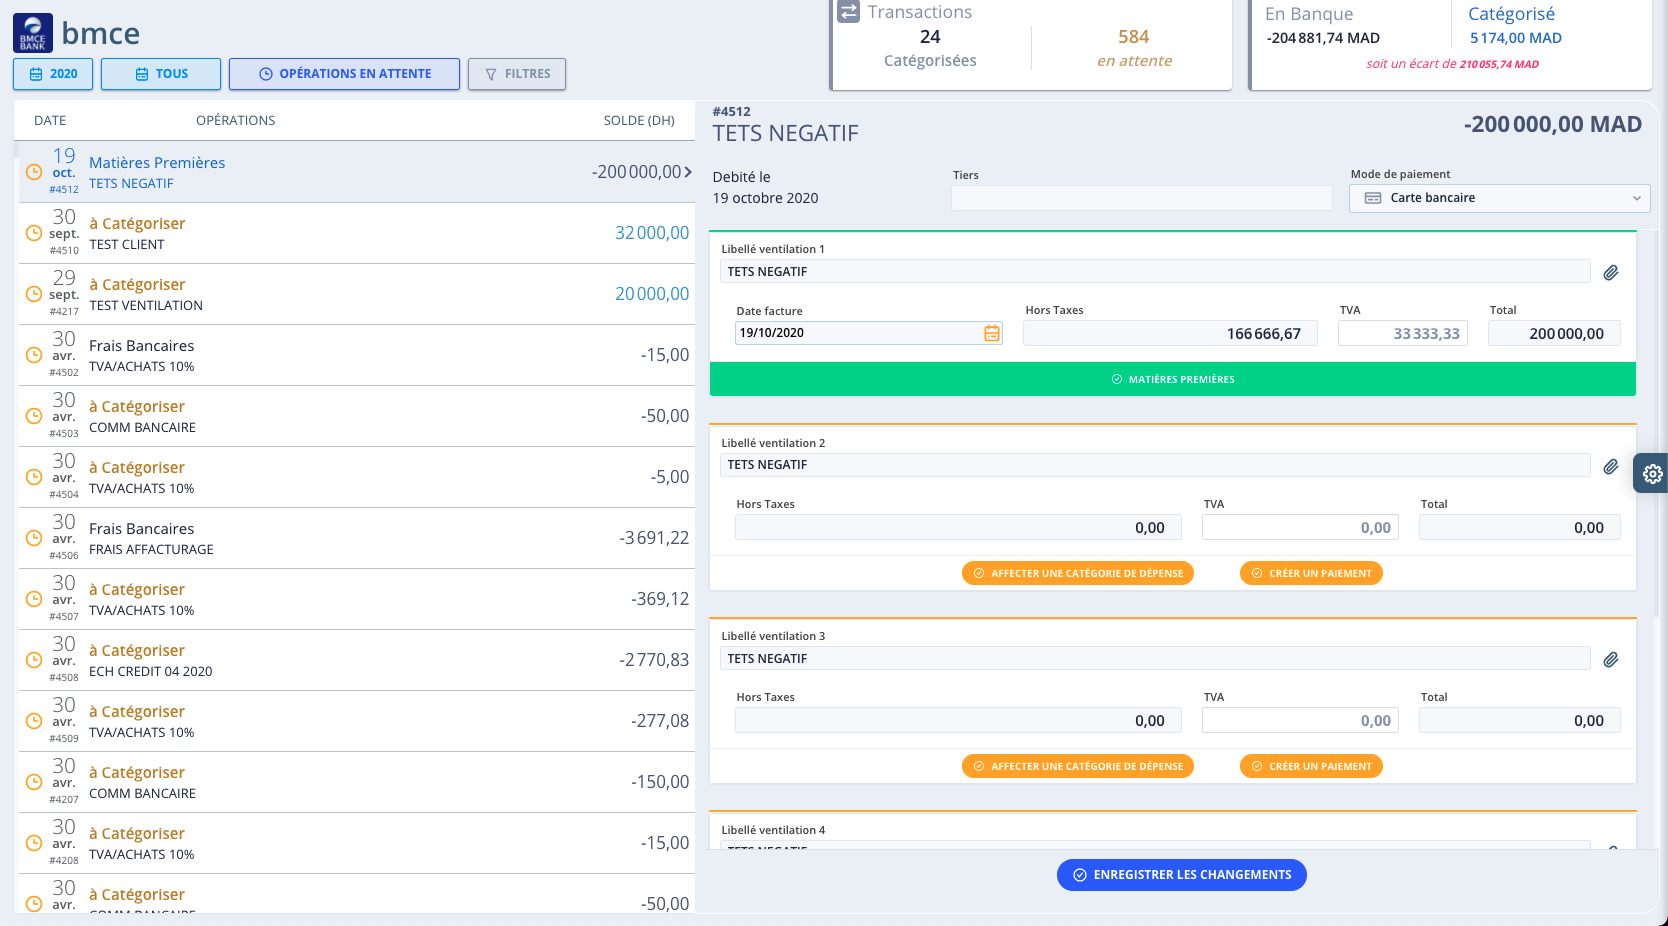 BMCE
BANK
bmce
2020
TOUS
OPÉRATIONS EN ATTENTE
FILTRES
Transactions
24
Catégorisées
584
en attente
En Banque
-204 881,74 MAD
Catégorisé
5 174,00 MAD
soit un écart de 210 055,74 MAD
DATE OPÉRATIONS SOLDE (DH)
19
oct.
#4512
Matières Premières
TETS NEGATIF
-200 000,00
30
sept.
#4510
à Catégoriser
TEST CLIENT
32 000,00
29
sept.
#4217
à Catégoriser
TEST VENTILATION
20 000,00
30
avr.
#4502
Frais Bancaires
TVA/ACHATS 10%
-15,00
30
avr.
#4503
à Catégoriser
COMM BANCAIRE
-50,00
30
avr.
#4504
à Catégoriser
TVA/ACHATS 10%
-5,00
30
avr.
#4506
Frais Bancaires
FRAIS AFFACTURAGE
-3 691,22
30
avr.
#4507
à Catégoriser
TVA/ACHATS 10%
-369,12
30
avr.
#4508
à Catégoriser
ECH CREDIT 04 2020
-2 770,83
30
avr.
#4509
à Catégoriser
TVA/ACHATS 10%
-277,08
30
avr.
#4207
à Catégoriser
COMM BANCAIRE
-150,00
30
avr.
#4208
à Catégoriser
TVA/ACHATS 10%
-15,00
30
avr.
à Catégoriser
COMM BANCAIRE
-50,00
#4512
TETS NEGATIF
-200 000,00 MAD
Debité le
19 octobre 2020
Tiers
Mode de paiement
Carte bancaire
Libellé ventilation 1
TETS NEGATIF
Date facture
19/10/2020
Hors Taxes
166 666,67
TVA
33 333,33
Total
200 000,00
MATIÈRES PREMIÈRES
Libellé ventilation 2
TETS NEGATIF
Hors Taxes
0,00
TVA
0,00
Total
0,00
AFFECTER UNE CATÉGORIE DE DÉPENSE
CRÉER UN PAIEMENT
Libellé ventilation 3
TETS NEGATIF
Hors Taxes
0,00
TVA
0,00
Total
0,00
AFFECTER UNE CATÉGORIE DE DÉPENSE
CRÉER UN PAIEMENT
Libellé ventilation 4
TETS NEGATIF
ENREGISTRER LES CHANGEMENTS